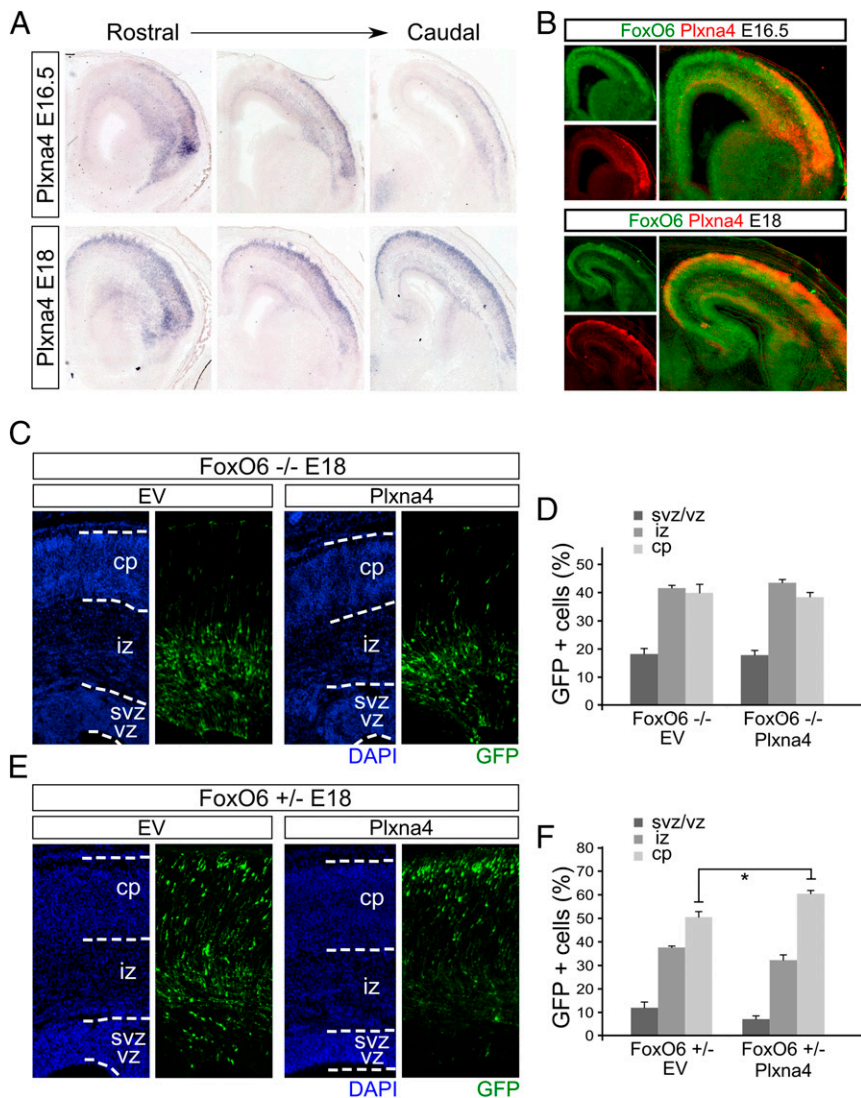 A
Rostral
Caudal
Plxna4 E16.5
Plxna4 E18
B
FoxO6 Plxna4 E16.5
FoxO6 Plxna4 E18
C
FoxO6 -/- E18
EV
Plxna4
cp
iz
svz
vz
cp
iz
svz
vz
DAPI
GFP
D
svz/vz
iz
cp
GFP + cells (%)
50
40
30
20
10
0
FoxO6 -/-
EV
FoxO6 -/-
Plxna4
E
FoxO6 +/- E18
EV
Plxna4
cp
iz
svz
vz
cp
iz
svz
vz
DAPI
GFP
F
svz/vz
iz
cp
GFP + cells (%)
80
70
60
50
40
30
20
10
0
*
FoxO6 +/-
EV
FoxO6 +/-
Plxna4